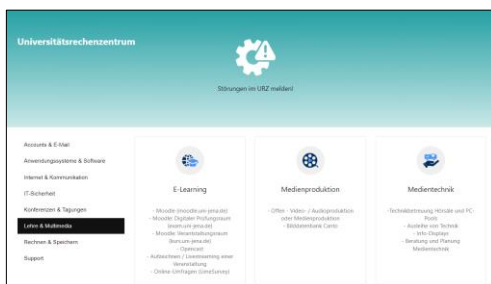 Universitätsrechenzentrum
Störungen im URZ melden!
Accounts & E-Mail
Anwendungssysteme & Software
Internet & Kommunikation
IT-Sicherheit
Konferenzen & Tagungen
Lehre & Multimedia
Rechnen & Speichern
Support
E-Learning
- Moodle (moodle.uni-jena.de)
- Moodle: Digitaler Prüfungsraum
(exam.uni-jena.de)
- Moodle: Veranstaltungsraum
(kurs.uni-jena.de)
- Opencast
- Aufzeichnen / Livestreaming einer
Veranstaltung
- Online-Umfragen (LimeSurvey)
Medienproduktion
- Video- / Audioproduktion
oder Medienproduktion
- Bilddatenbank
Medientechnik
- Technikbetreuung Hörsäle und PC-
Pools
- Ausleihe von Technik
- Info-Displays
- Beratung und Planung
Medientechnik